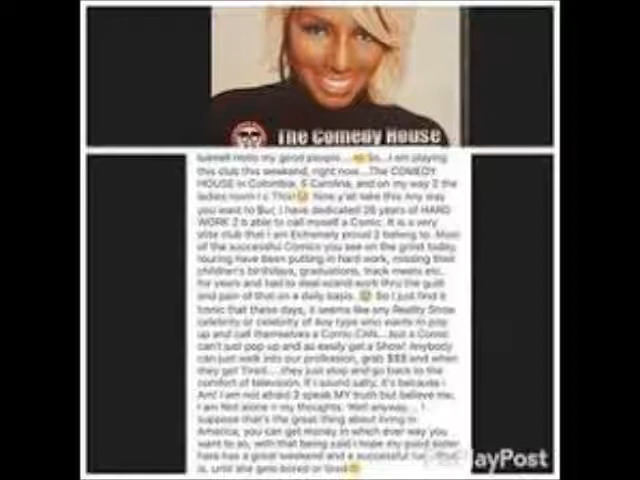 The Comedy House
luenell Hello my good people.... So...I am playing
this club this weekend, right now...The COMEDY
HOUSE in Columbia, S Carolina, and on my way 2 the
ladies room I c This! Now y'all take this Any way
you want to But, I have dedicated 26 years of HARD
WORK 2 b able to call myself a Comic. It is a very
elite club that I am Extremely proud 2 belong to. Most
of the successful Comics you see on the grind today,
touring have been putting in hard work, missing their
children's birthdays, graduations, track meets etc..
for years and had to deal and work thru the guilt
and pain of that on a daily basis. So I just find it
Ironic that these days, it seems like any Reality Show
celebrity or celebrity of Any type who wants to pop
up and call themselves a Comic CAN....but a Comic
can't just pop up and as easily get a Show! Anybody
can just walk into our profession, grab $$$ and when
they get Tired....they just stop and go back to the
comfort of television. If I sound salty, it's because I
Am! I am not afraid 2 speak MY truth but believe me,
I am Not alone n my thoughts. Well anyway... I
suppose that's the great thing about living in
America, you can get money in which ever way you
want to so, with that being said I hope my good sister
here has a great weekend and a successful
is, until she gets bored or tired
PlayPost